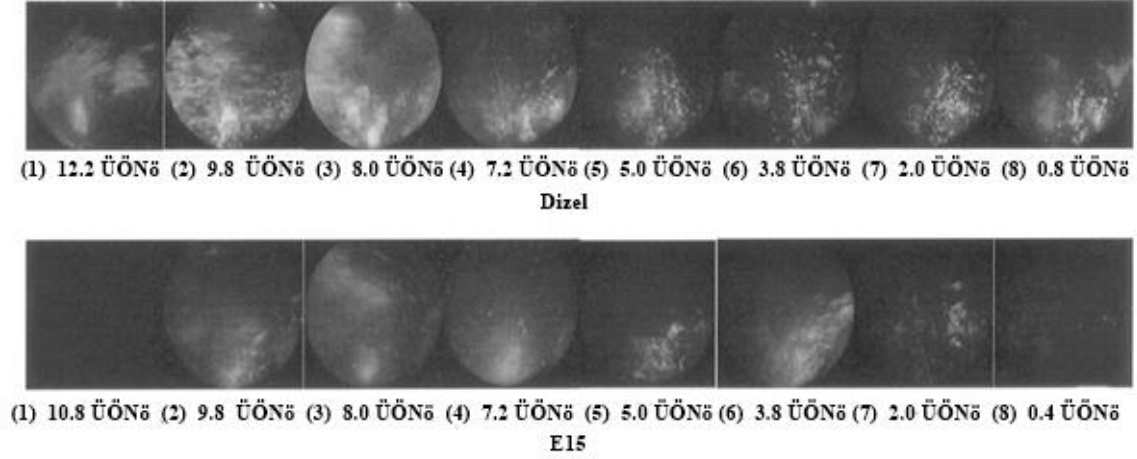 (1) 12.2 ÜÖNö (2) 9.8 ÜÖNö (3) 8.0 ÜÖNö (4) 7.2 ÜÖNö (5) 5.0 ÜÖNö (6) 3.8 ÜÖNö (7) 2.0 ÜÖNö (8) 0.8 ÜÖNö
Dizel
(1) 10.8 ÜÖNö (2) 9.8 ÜÖNö (3) 8.0 ÜÖNö (4) 7.2 ÜÖNö (5) 5.0 ÜÖNö (6) 3.8 ÜÖNö (7) 2.0 ÜÖNö (8) 0.4 ÜÖNö
E15